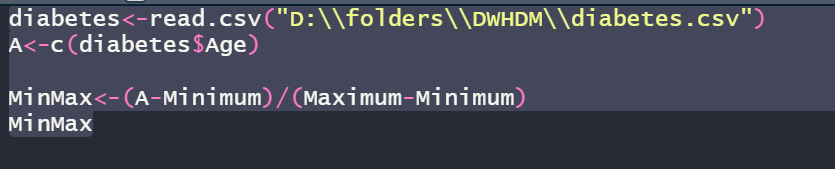 diabetes<-read.csv("D:\\folders\\DWHDM\\diabetes.csv")
A<-c(diabetes$Age)
MinMax<-(A-Minimum)/(Maximum-Minimum)
MinMax